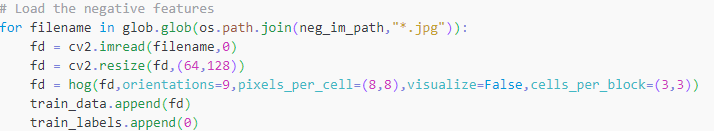 # Load the negative features
for filename in glob.glob(os.path.join(neg_im_path,"*.jpg")):
    fd = cv2.imread(filename,0)
    fd = cv2.resize(fd,(64,128))
    fd = hog(fd,orientations=9,pixels_per_cell=(8,8),visualize=False,cells_per_block=(3,3))
    train_data.append(fd)
    train_labels.append(0)